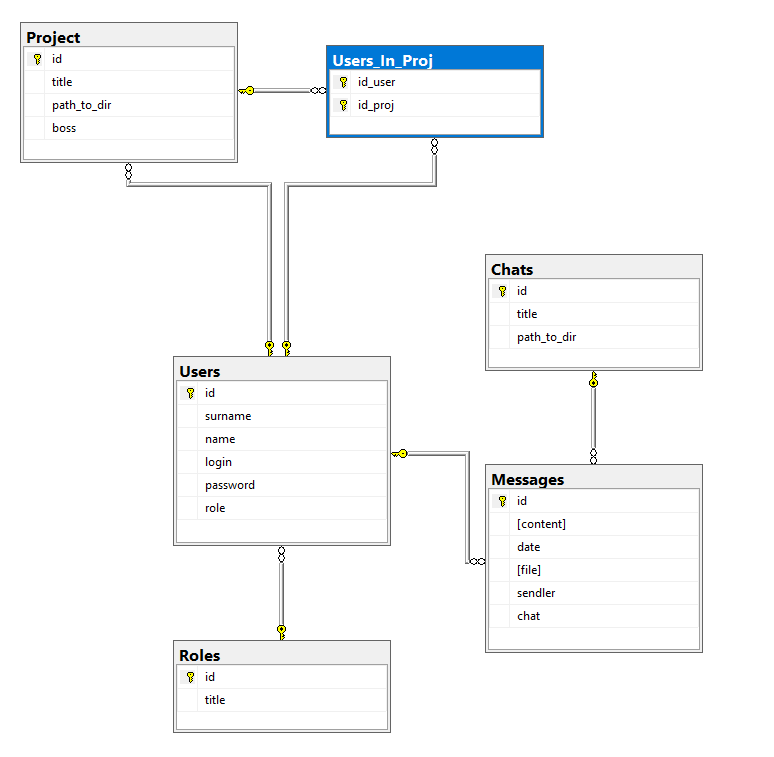 Project
id
title
path_to_dir
boss
Users_In_Proj
id_user
id_proj
Chats
id
title
path_to_dir
Users
id
surname
name
login
password
role
Messages
id
[content]
date
[file]
sendler
chat
Roles
id
title